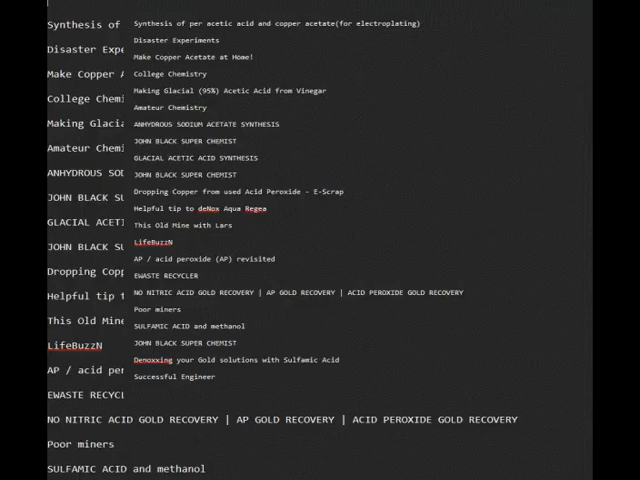 Synthesis of per acetic acid and copper acetate(for electroplating)
Disaster Experiments
Make Copper Acetate at Home!
College Chemistry
Making Glacial (95%) Acetic Acid from Vinegar
Amateur Chemistry
ANHYDROUS SODIUM ACETATE SYNTHESIS
JOHN BLACK SUPER CHEMIST
GLACIAL ACETIC ACID SYNTHESIS
JOHN BLACK SUPER CHEMIST
Dropping Copper from used Acid Peroxide - E-Scrap
Helpful tip to deNox Aqua Regea
This Old Mine with Lars
LifeBuzzN
AP / acid peroxide (AP) revisited
EWASTE RECYCLER
NO NITRIC ACID GOLD RECOVERY | AP GOLD RECOVERY | ACID PEROXIDE GOLD RECOVERY
Poor miners
SULFAMIC ACID and methanol
JOHN BLACK SUPER CHEMIST
Denoxxing your Gold solutions with Sulfamic Acid
Successful Engineer
Synthesis of
Disaster Expe
Make Copper A
College Chemi
Making Glacia
Amateur Chemi
ANHYDROUS SOD
JOHN BLACK SU
GLACIAL ACETI
JOHN BLACK SU
Dropping Copp
Helpful tip t
This Old Mine
LifeBuzzN
AP / acid per
EWASTE RECYCL
NO NITRIC ACID GOLD RECOVERY | AP GOLD RECOVERY | ACID PEROXIDE GOLD RECOVERY
Poor miners
SULFAMIC ACID and methanol